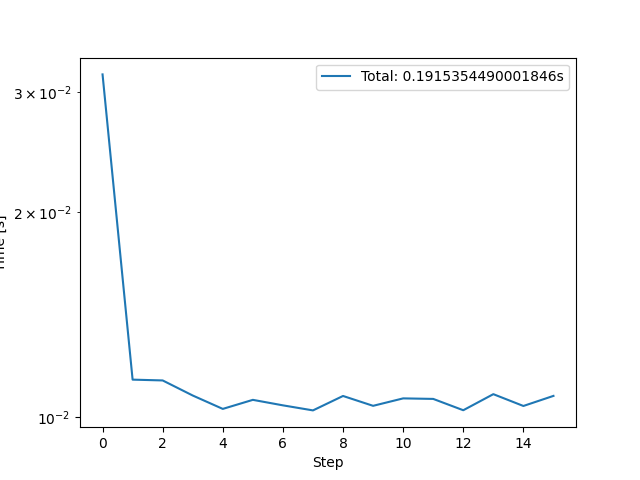 Total: 0.1915354490001846s
3 × 10⁻²
2 × 10⁻²
10⁻²
0 2 4 6 8 10 12 14
Step